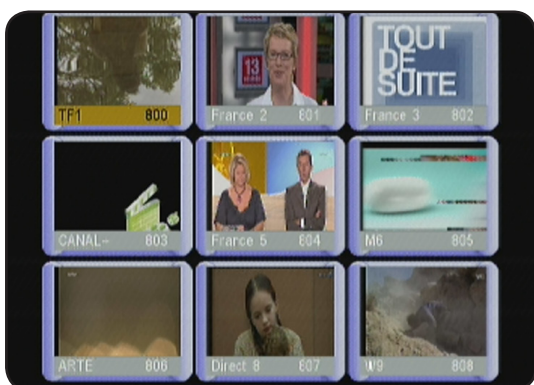 13
TOUT
DE
SUITE
TF1 800
France 2 801
France 3 802
CANAL- 803
France 5 804
M6 805
ARTE 806
Direct 8 807
W9 808